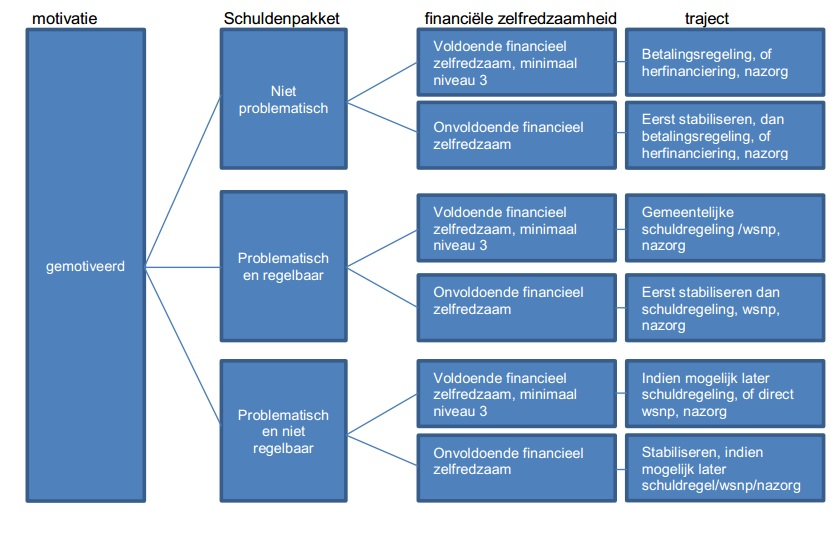 motivatie
Schuldenpakket
financiële zelfredzaamheid
traject
gemotiveerd
Niet
problematisch
Voldoende financieel
zelfredzaam, minimaal
niveau 3
Betalingsregeling, of
herfinanciering, nazorg
Onvoldoende financieel
zelfredzaam
Eerst stabiliseren, dan
betalingsregeling, of
herfinanciering, nazorg
Problematisch
en regelbaar
Voldoende financieel
zelfredzaam, minimaal
niveau 3
Gemeentelijke
schuldregeling /wsnp,
nazorg
Onvoldoende financieel
zelfredzaam
Eerst stabiliseren dan
schuldregeling, wsnp,
nazorg
Problematisch
en niet
regelbaar
Voldoende financieel
zelfredzaam, minimaal
niveau 3
Indien mogelijk later
schuldregeling, of direct
wsnp, nazorg
Onvoldoende financieel
zelfredzaam
Stabiliseren, indien
mogelijk later
schuldregel/wsnp/nazorg